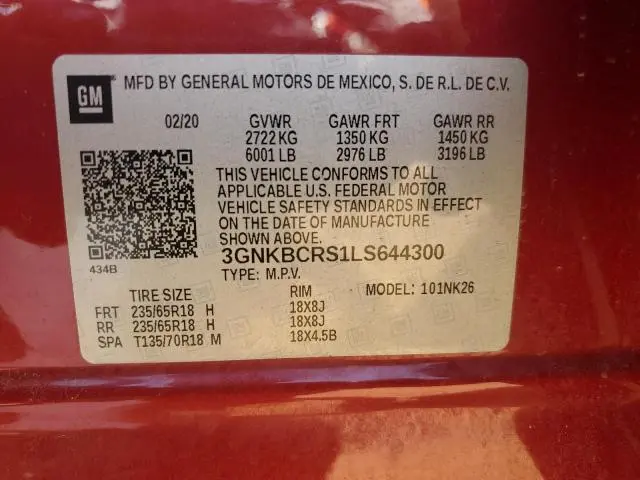 GM
MFD BY GENERAL MOTORS DE MEXICO, S. DE R.L. DE C.V.
02/20 GVWR GAWR FRT GAWR RR
2722 KG 1350 KG 1450 KG
6001 LB 2976 LB 3196 LB
THIS VEHICLE CONFORMS TO ALL
APPLICABLE U.S. FEDERAL MOTOR
VEHICLE SAFETY STANDARDS IN EFFECT
ON THE DATE OF MANUFACTURE
SHOWN ABOVE.
434B
3GNKBCRS1LS644300
TYPE: M.P.V.
TIRE SIZE RIM MODEL: 101NK26
FRT 235/65R18 H 18X8J
RR 235/65R18 H 18X8J
SPA T135/70R18 M 18X4.5B